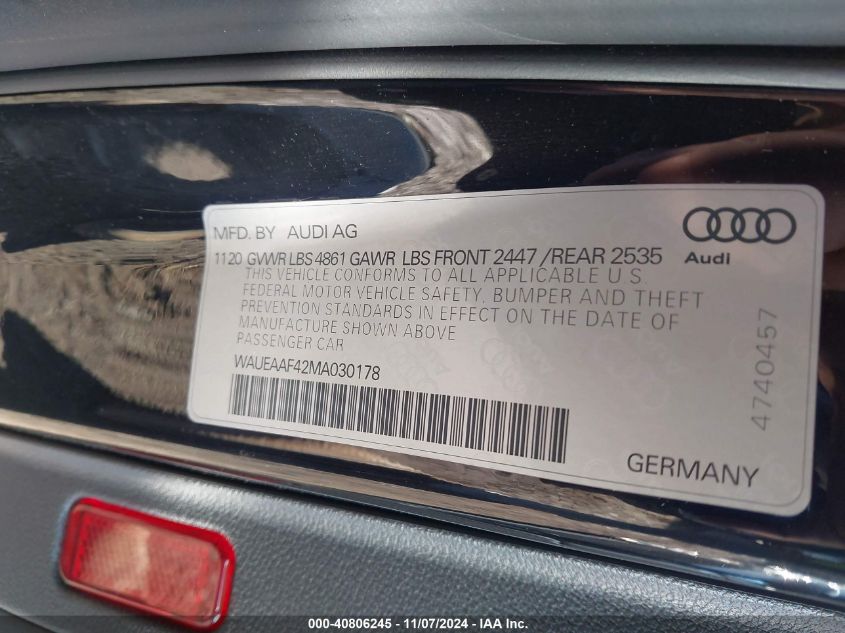 MFD. BY AUDI AG
1120 GVWR LBS 4861 GAWR LBS FRONT 2447 /REAR 2535
THIS VEHICLE CONFORMS TO ALL APPLICABLE U.S.
FEDERAL MOTOR VEHICLE SAFETY, BUMPER AND THEFT
PREVENTION STANDARDS IN EFFECT ON THE DATE OF
MANUFACTURE SHOWN ABOVE
PASSENGER CAR
WAUEAAF42MA030178
Audi
4740457
GERMANY
000-40806245 - 11/07/2024 - IAA Inc.